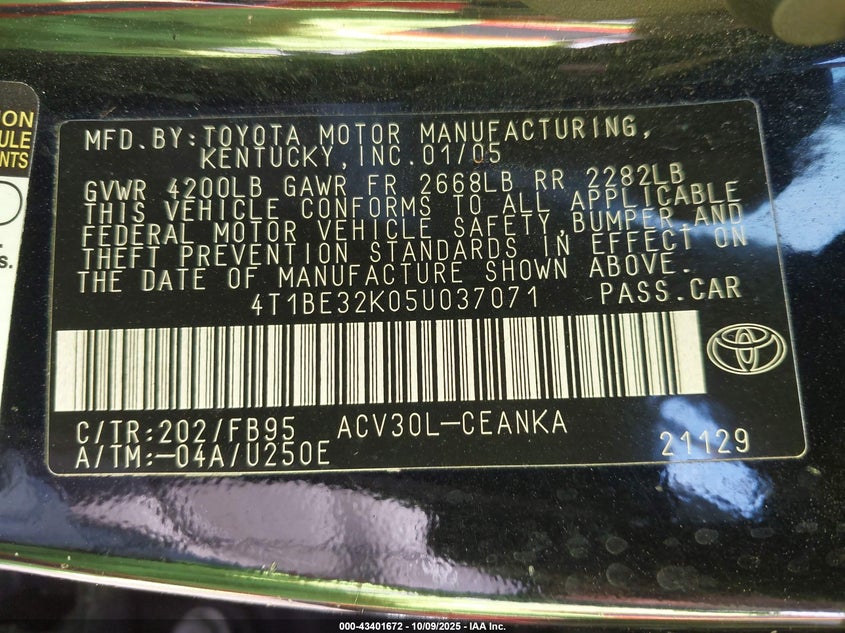 ION
ULE
NTS
s.
MFD.BY:TOYOTA MOTOR MANUFACTURING,
KENTUCKY,INC.01/05
GVWR 4200LB GAWR FR 2668LB RR 2282LB
THIS VEHICLE CONFORMS TO ALL APPLICABLE
FEDERAL MOTOR VEHICLE SAFETY,BUMPER,AND
THEFT PREVENTION STANDARDS IN EFFECT ON
THE DATE OF MANUFACTURE SHOWN ABOVE.
4T1BE32K05U037071 PASS.CAR
C/TR:202/FB95 ACV30L-CEANKA
A/TM:-04A/U250E 21129
000-43401672 - 10/09/2025 - IAA Inc.